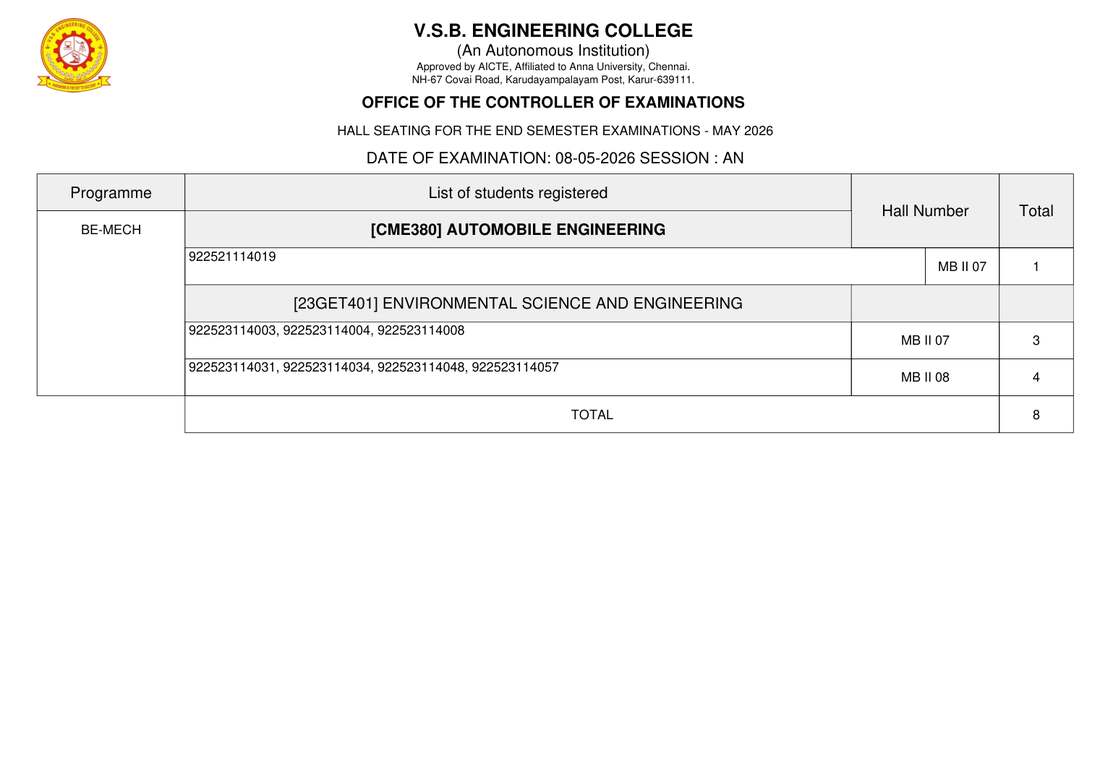 V.S.B. ENGINEERING COLLEGE
(An Autonomous Institution)
Approved by AICTE, Affiliated to Anna University, Chennai.
NH-67 Covai Road, Karudayampalayam Post, Karur-639111.
OFFICE OF THE CONTROLLER OF EXAMINATIONS
HALL SEATING FOR THE END SEMESTER EXAMINATIONS - MAY 2026
DATE OF EXAMINATION: 08-05-2026 SESSION : AN
Programme List of students registered Hall Number Total
BE-MECH [CME380] AUTOMOBILE ENGINEERING
922521114019 MB II 07 1
[23GET401] ENVIRONMENTAL SCIENCE AND ENGINEERING
922523114003, 922523114004, 922523114008 MB II 07 3
922523114031, 922523114034, 922523114048, 922523114057 MB II 08 4
TOTAL 8